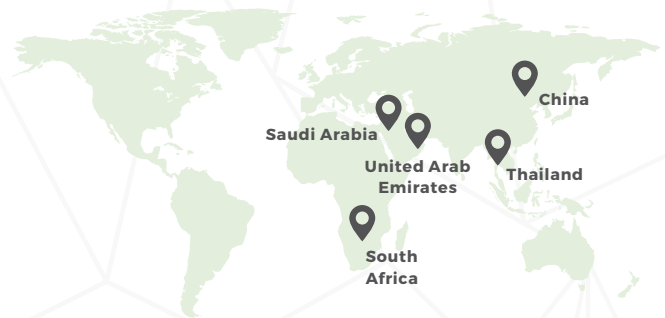 China
Saudi Arabia
United Arab
Emirates
Thailand
South
Africa